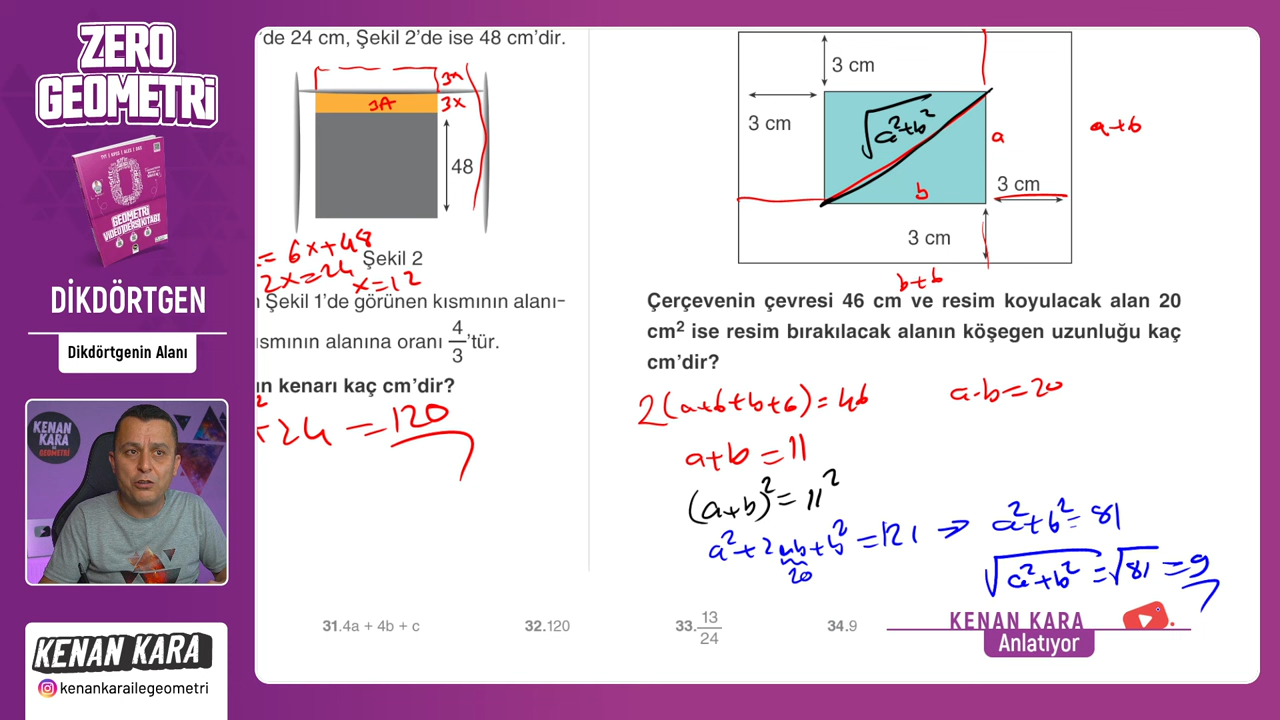 ZERO
GEOMETRİ
GEOMETRİ
VİDEO DERS KİTABI
DİKDÖRTGEN
Dikdörtgenin Alanı
KENAN
KARA
GEOMETRİ
KENAN KARA
kenankarailegeometri
'de 24 cm, Şekil 2'de ise 48 cm'dir.
3x
3A
3x
48
= 6x+48
Şekil 2
2x=24
x=12
Şekil 1'de görünen kısmının alanı-
ısmının alanına oranı 4/3'tür.
ın kenarı kaç cm'dir?
+24 = 120
3 cm
3 cm
√a²+b²
a
a+6
b
3 cm
3 cm
b+6
Çerçevenin çevresi 46 cm ve resim koyulacak alan 20
cm² ise resim bırakılacak alanın köşegen uzunluğu kaç
cm'dir?
2(a+6+b+6)=46
a·b=20
a+b=11
(a+b)²=11²
a²+2ab+b²=121 ⇒ a²+b²=81
20
√a²+b²=√81=9
31.4a + 4b + c
32.120
33.13/24
34.9
KENAN KARA
Anlatıyor